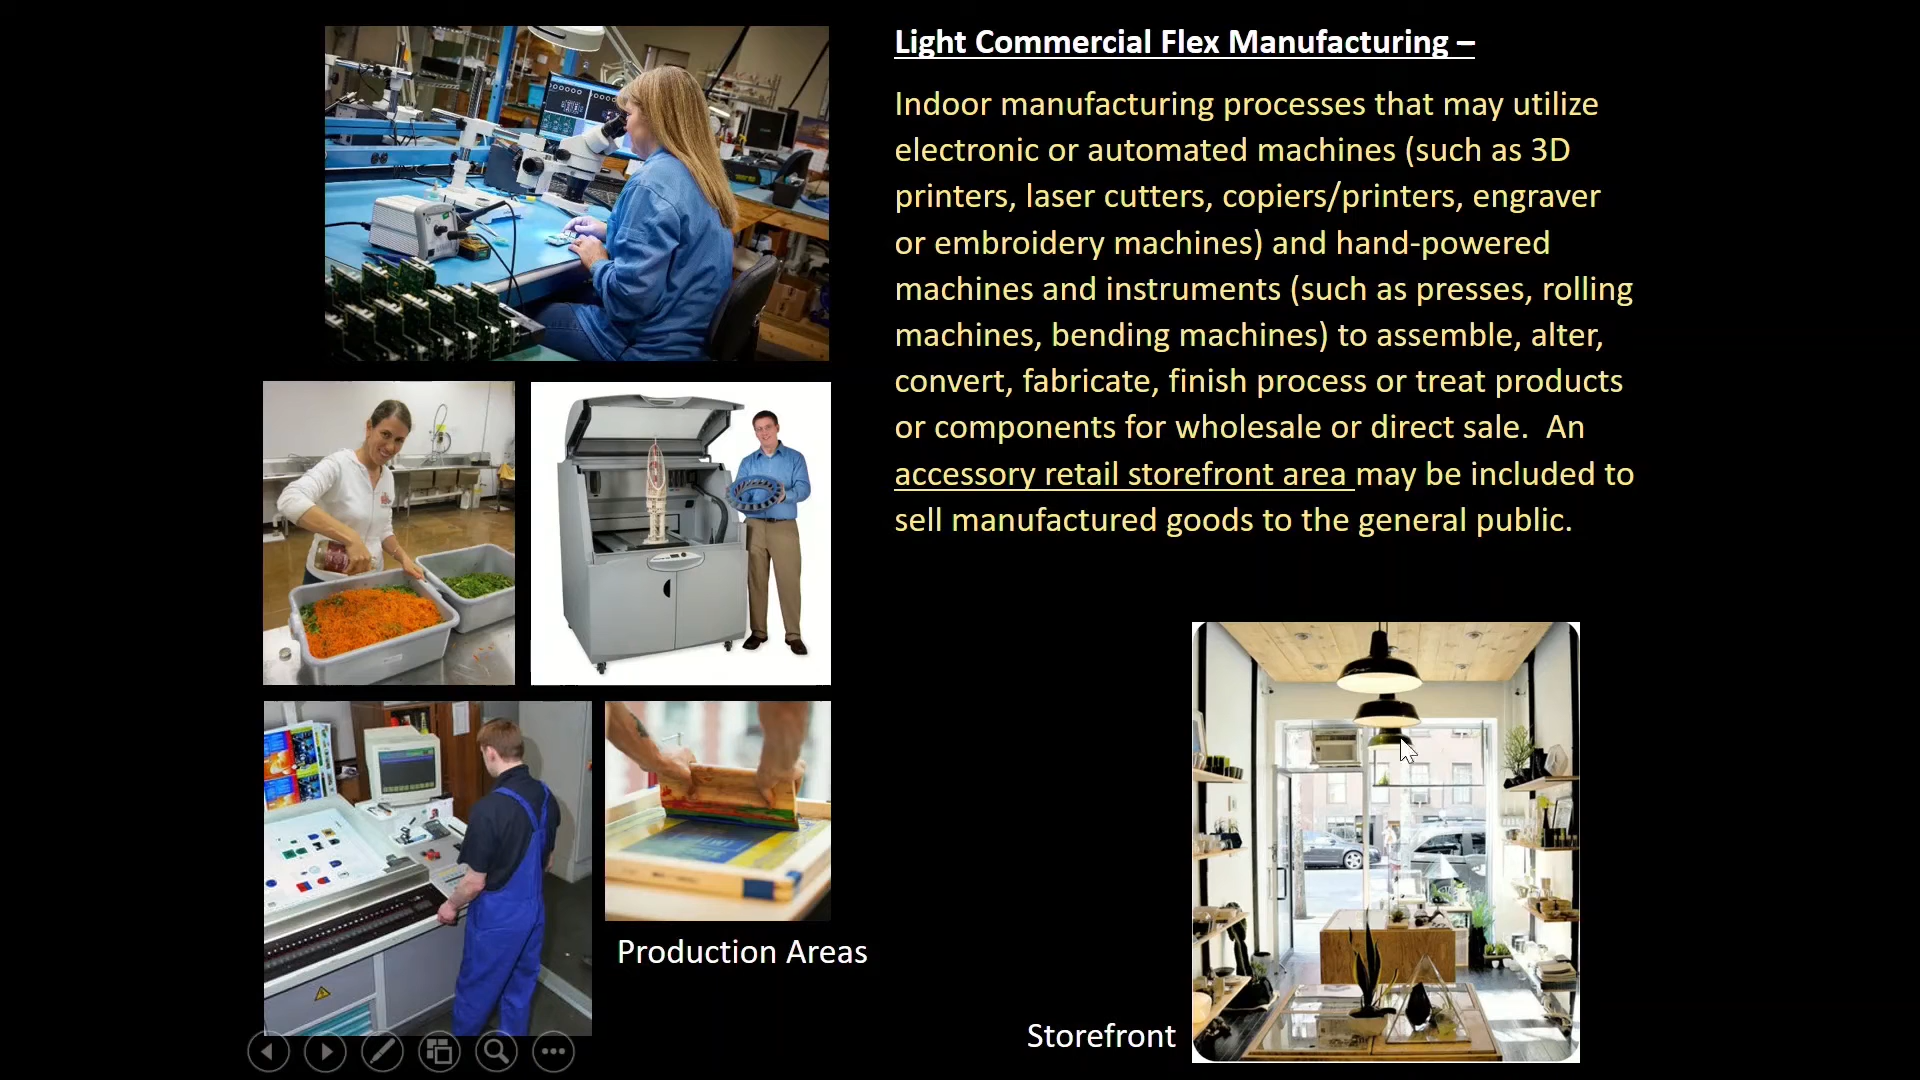 Light Commercial Flex Manufacturing –
Indoor manufacturing processes that may utilize
electronic or automated machines (such as 3D
printers, laser cutters, copiers/printers, engraver
or embroidery machines) and hand-powered
machines and instruments (such as presses, rolling
machines, bending machines) to assemble, alter,
convert, fabricate, finish process or treat products
or components for wholesale or direct sale.  An
accessory retail storefront area may be included to
sell manufactured goods to the general public.
Production Areas
Storefront